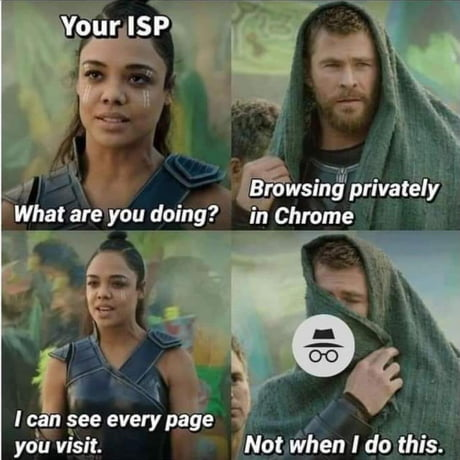 Your ISP
What are you doing?
Browsing privately
in Chrome
I can see every page
you visit.
Not when I do this.